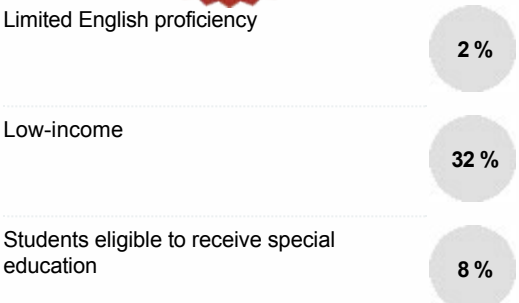 Limited English proficiency
2 %
Low-income
32 %
Students eligible to receive special
education
8 %